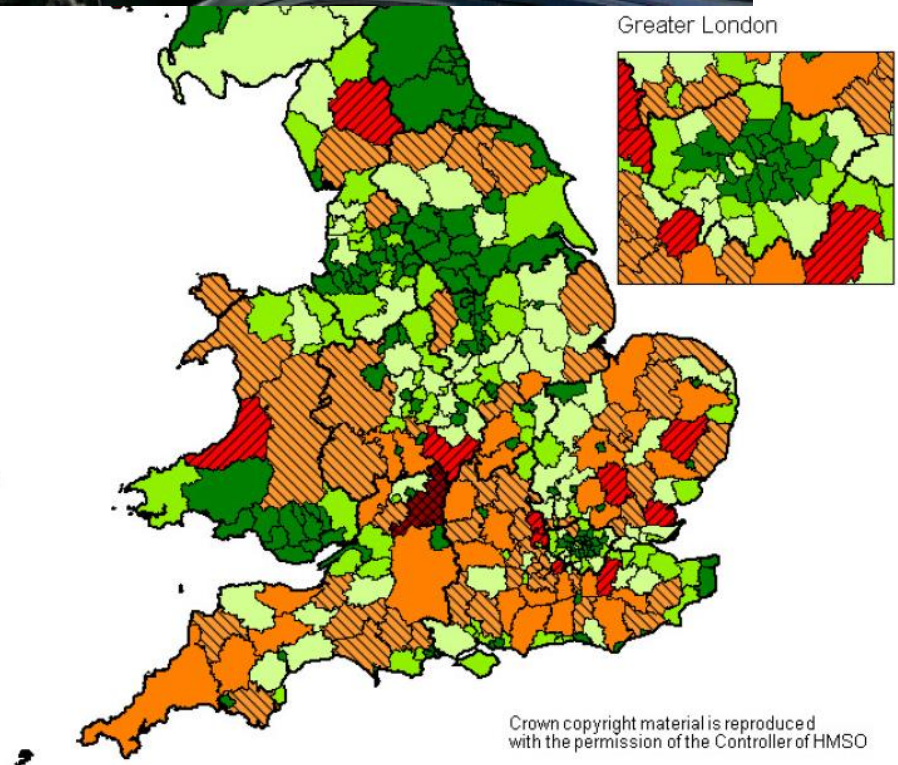 Greater London
Crown copyright material is reproduced
with the permission of the Controller of HMSO